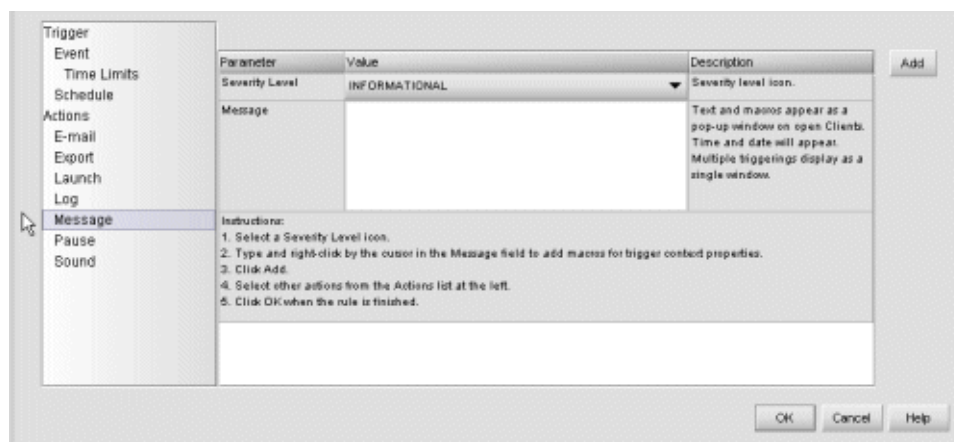 Trigger
Event
Time Limits
Schedule
Actions
E-mail
Export
Launch
Log
Message
Pause
Sound
Parameter Value Description
Severity Level INFORMATIONAL Severity level icon.
Message
Text and macros appear as a
pop-up window on open Clients.
Time and date will appear.
Multiple triggerings display as a
single window.
Instructions:
1. Select a Severity Level icon.
2. Type and right-click by the cursor in the Message field to add macros for trigger context properties.
3. Click Add.
4. Select other actions from the Actions list at the left.
5. Click OK when the rule is finished.
Add
OK Cancel Help